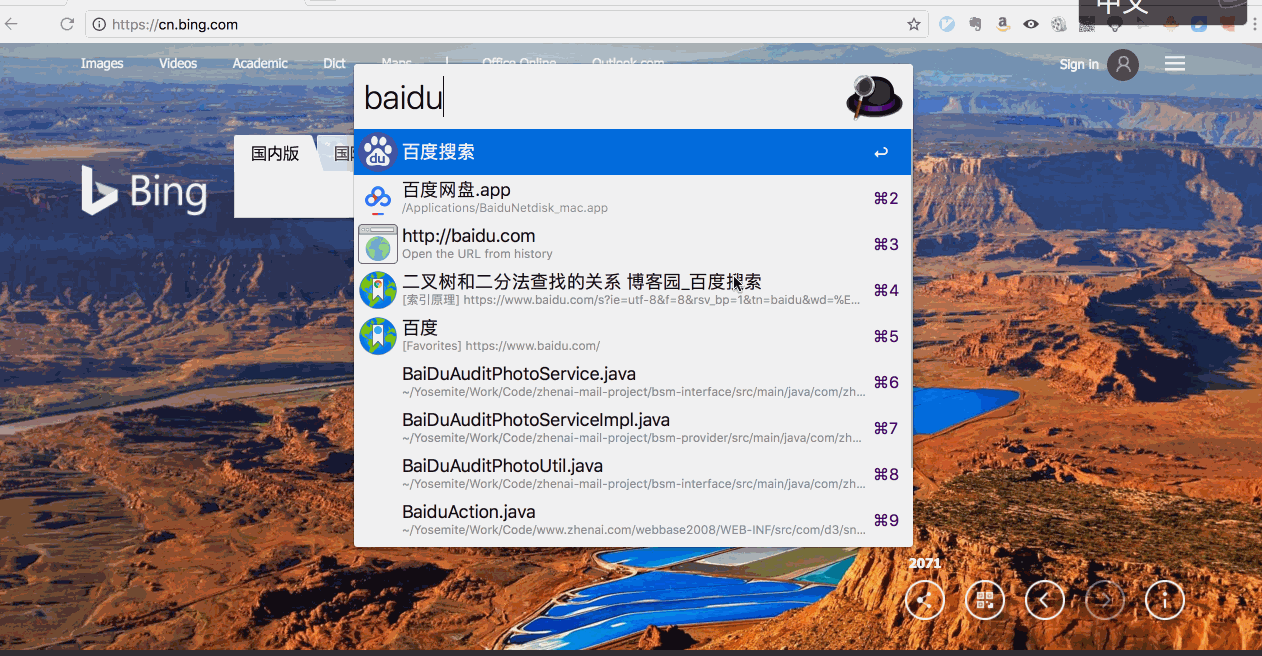 中文
https://cn.bing.com
Images Videos Academic Dict Maps Office Online Outlook.com
Sign in
baidu
国内版
Bing
du 百度搜索
百度网盘.app ⌘2
/Applications/BaiduNetdisk_mac.app
http://baidu.com ⌘3
Open the URL from history
二叉树和二分法查找的关系 博客园_百度搜索 ⌘4
[索引原理] https://www.baidu.com/s?ie=utf-8&f=8&rsv_bp=1&tn=baidu&wd=%E...
百度 ⌘5
[Favorites] https://www.baidu.com/
BaiDuAuditPhotoService.java ⌘6
~/Yosemite/Work/Code/zhenai-mail-project/bsm-interface/src/main/java/com/zh...
BaiDuAuditPhotoServiceImpl.java ⌘7
~/Yosemite/Work/Code/zhenai-mail-project/bsm-provider/src/main/java/com/zh...
BaiDuAuditPhotoUtil.java ⌘8
~/Yosemite/Work/Code/zhenai-mail-project/bsm-interface/src/main/java/com/zh...
BaiduAction.java ⌘9
~/Yosemite/Work/Code/www.zhenai.com/webbase2008/WEB-INF/src/com/d3/sn...
2071